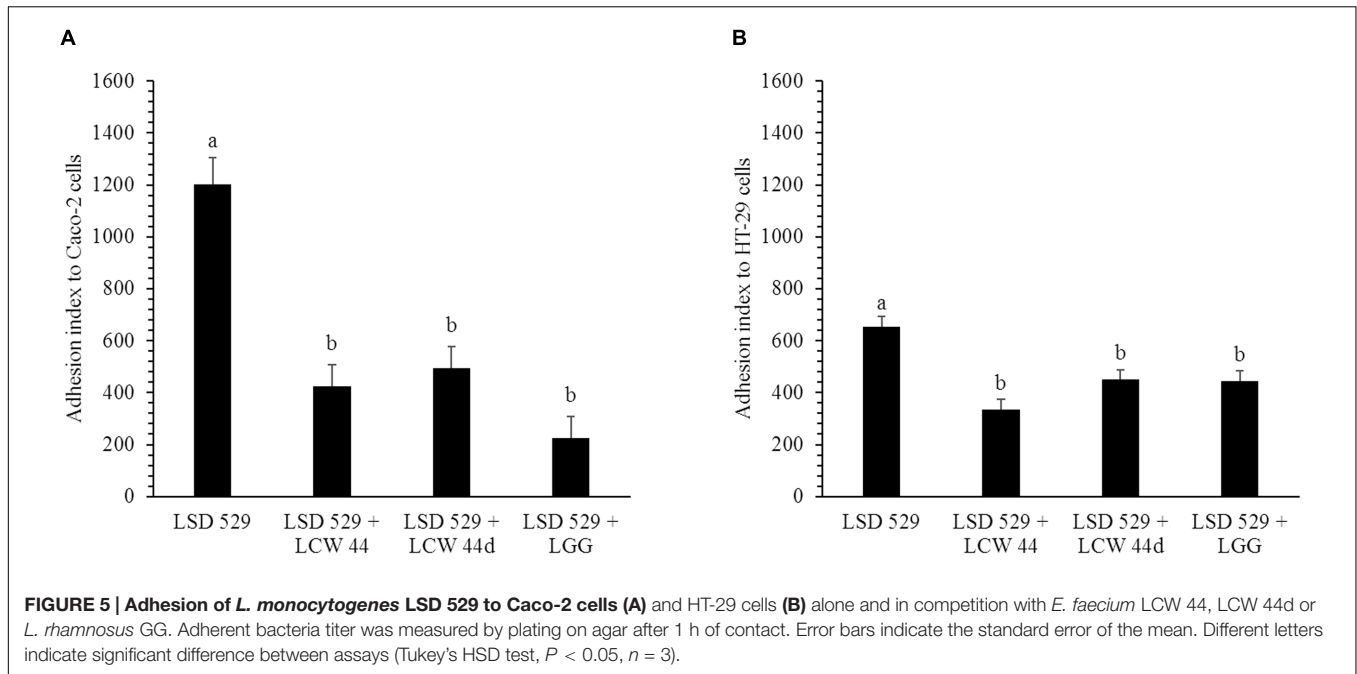 A
1600
1400
1200
1000
800
600
400
200
0
Adhesion index to Caco-2 cells
a
b
b
b
LSD 529
LSD 529 +
LCW 44
LSD 529 +
LCW 44d
LSD 529 +
LGG
B
1600
1400
1200
1000
800
600
400
200
0
Adhesion index to HT-29 cells
a
b
b
b
LSD 529
LSD 529 +
LCW 44
LSD 529 +
LCW 44d
LSD 529 +
LGG
FIGURE 5 | Adhesion of L. monocytogenes LSD 529 to Caco-2 cells (A) and HT-29 cells (B) alone and in competition with E. faecium LCW 44, LCW 44d or
L. rhamnosus GG. Adherent bacteria titer was measured by plating on agar after 1 h of contact. Error bars indicate the standard error of the mean. Different letters
indicate significant difference between assays (Tukey's HSD test, P < 0.05, n = 3).